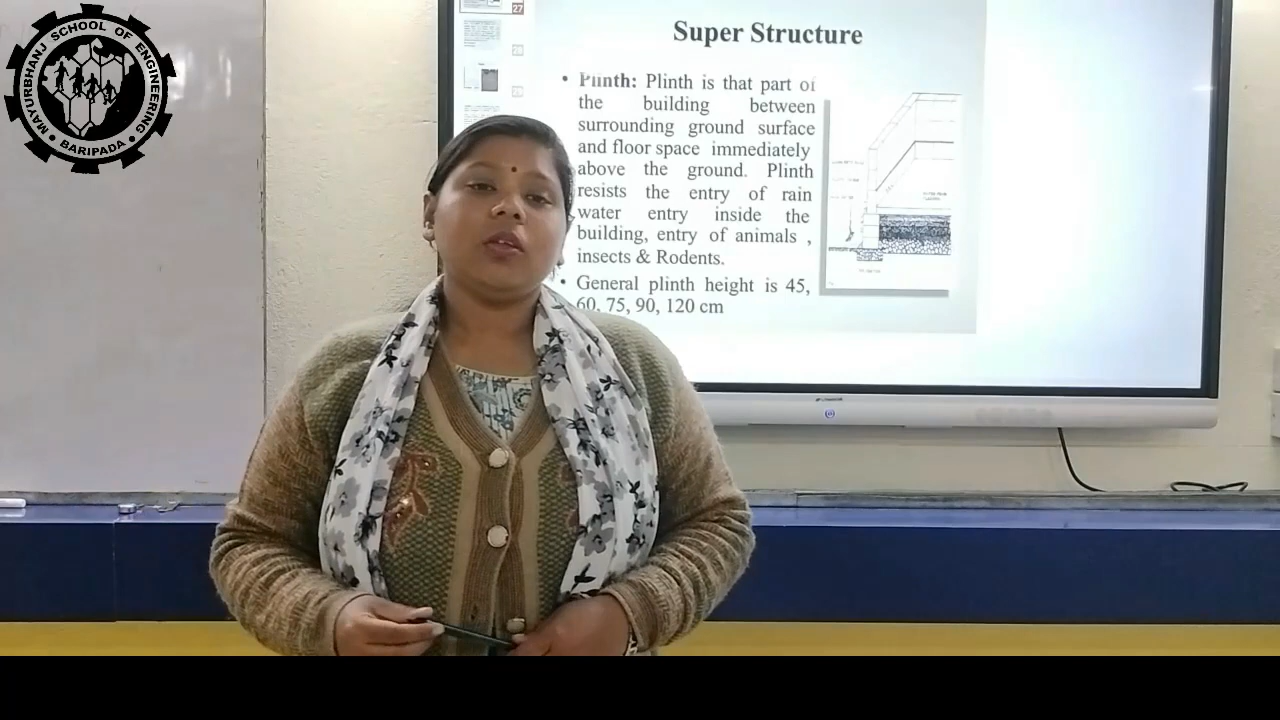 MAYURBHANJ SCHOOL OF ENGINEERING
• BARIPADA •
27
Super Structure
• Plinth: Plinth is that part of
the building between
surrounding ground surface
and floor space immediately
above the ground. Plinth
resists the entry of rain
water entry inside the
building, entry of animals ,
insects & Rodents.
• General plinth height is 45,
60, 75, 90, 120 cm